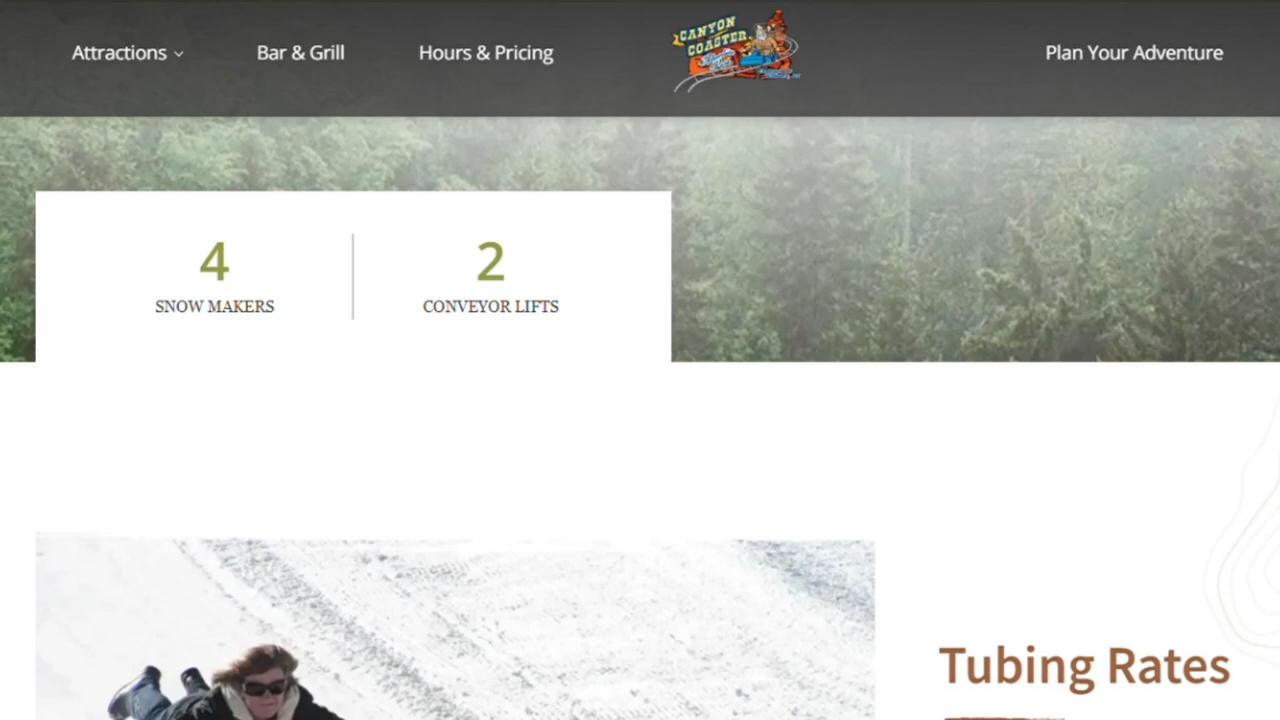 Attractions
Bar & Grill
Hours & Pricing
CANYON
COASTER
Plan Your Adventure
4
SNOW MAKERS
2
CONVEYOR LIFTS
Tubing Rates